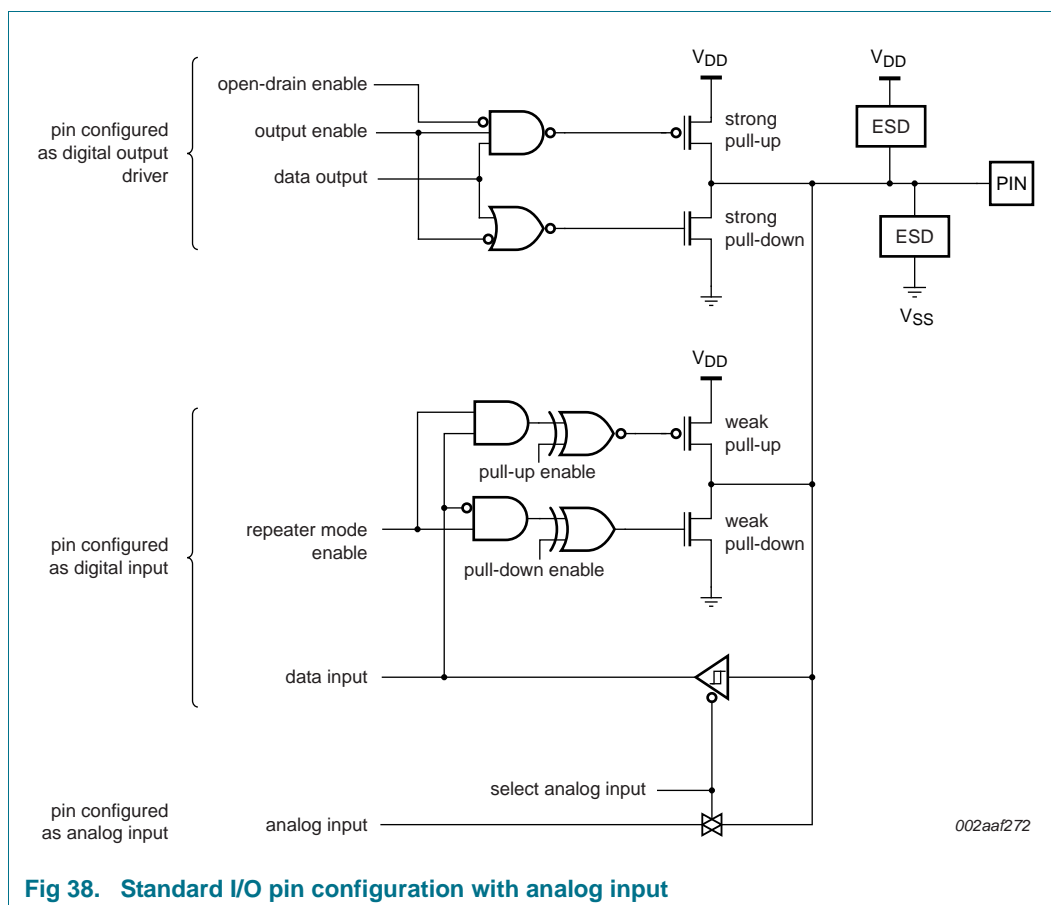 VDD
VDD
open-drain enable
pin configured
as digital output
driver
output enable
data output
strong
pull-up
ESD
PIN
strong
pull-down
ESD
VSS
VDD
weak
pull-up
pull-up enable
pin configured
as digital input
repeater mode
enable
weak
pull-down
pull-down enable
data input
select analog input
pin configured
as analog input
analog input
002aaf272
Fig 38. Standard I/O pin configuration with analog input